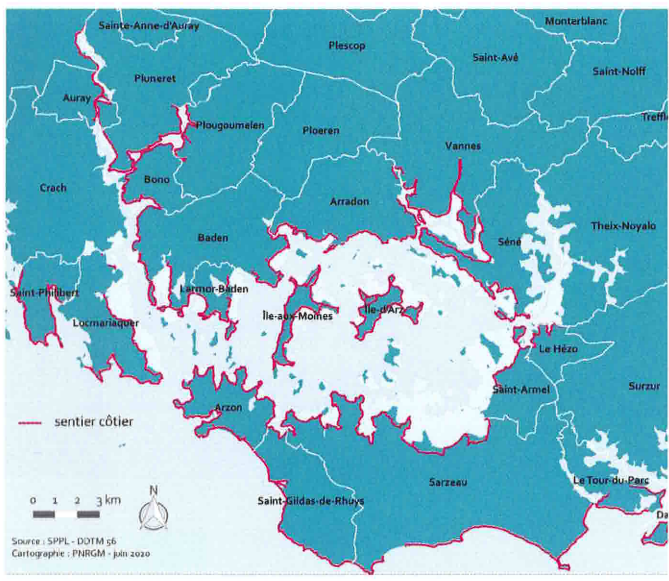 Monterblanc
Sainte-Anne-d'Auray
Plescop
Saint-Avé
Saint-Nolff
Pluneret
Auray
Treffl
Plougoumelen
Ploeren
Vannes
Crach
Bono
Arradon
Theix-Noyalo
Baden
Séné
Saint-Philibert
Larmor-Baden
Locmariaquer
Île-aux-Moines
Île-d'Arz
Le Hézo
Saint-Armel
Surzur
Arzon
sentier côtier
Sarzeau
Le Tour-du-Parc
Saint-Gildas-de-Rhuys
Da
N
0 1 2 3 km
Source : SPPL - DDTM 56
Cartographie : PNRGM - juin 2020